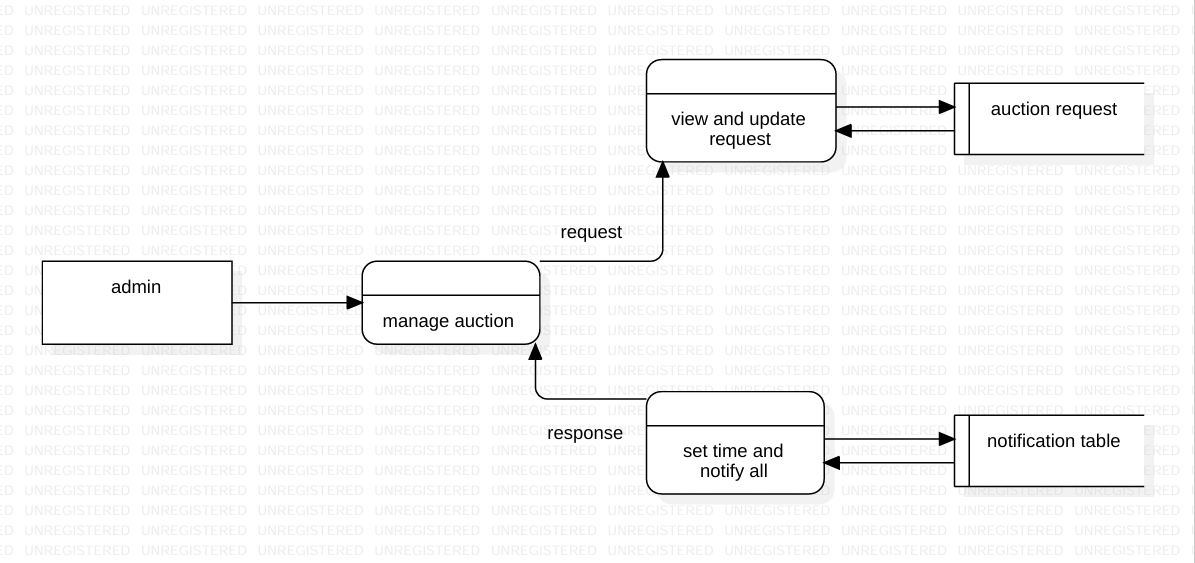 view and update
request
auction request
request
admin
manage auction
response
set time and
notify all
notification table
UNREGISTERED